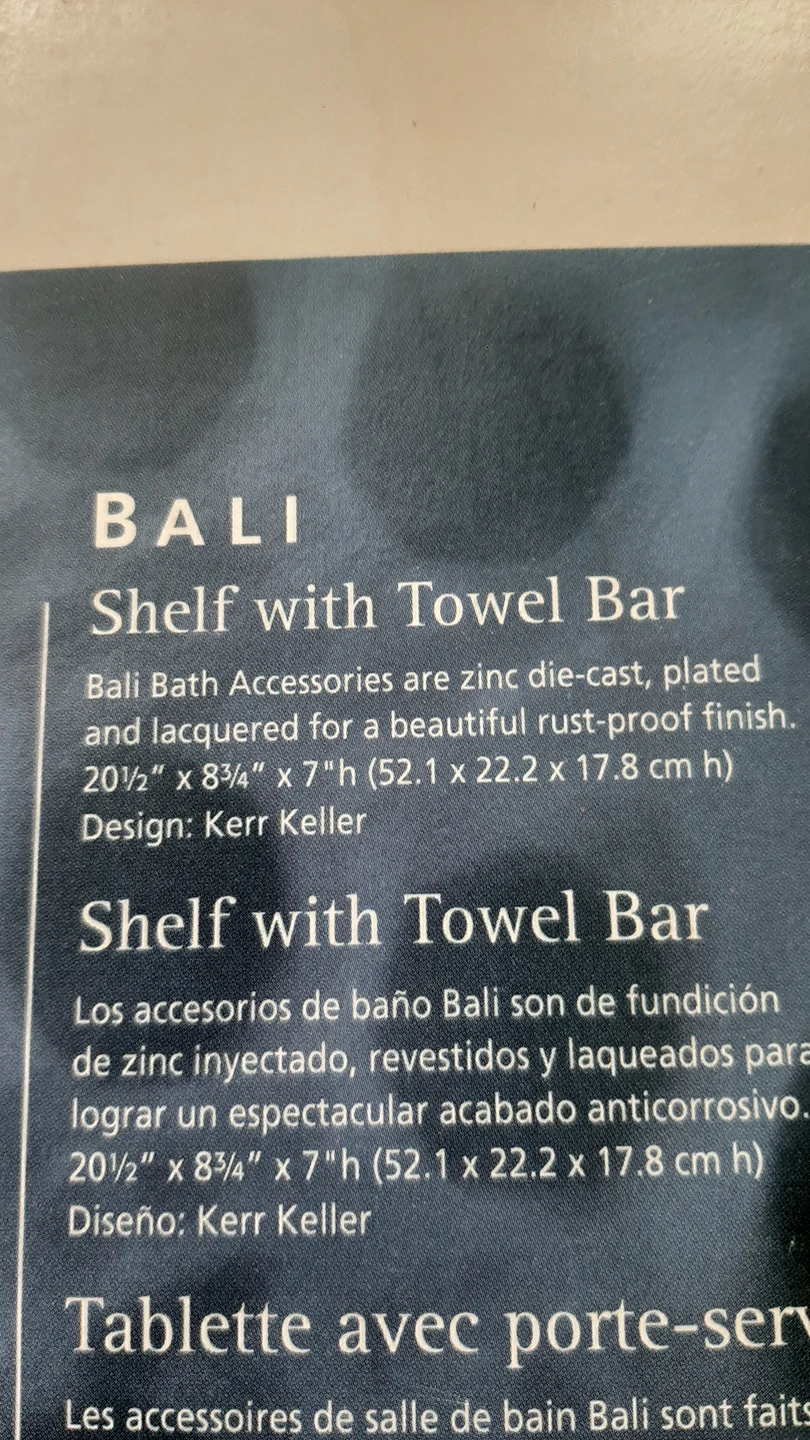 BALI
Shelf with Towel Bar
Bali Bath Accessories are zinc die-cast, plated
and lacquered for a beautiful rust-proof finish.
20½" x 8¾" x 7"h (52.1 x 22.2 x 17.8 cm h)
Design: Kerr Keller
Shelf with Towel Bar
Los accesorios de baño Bali son de fundición
de zinc inyectado, revestidos y laqueados para
lograr un espectacular acabado anticorrosivo.
20½" x 8¾" x 7"h (52.1 x 22.2 x 17.8 cm h)
Diseño: Kerr Keller
Tablette avec
Les accessoires de salle de bain Bali sont faits